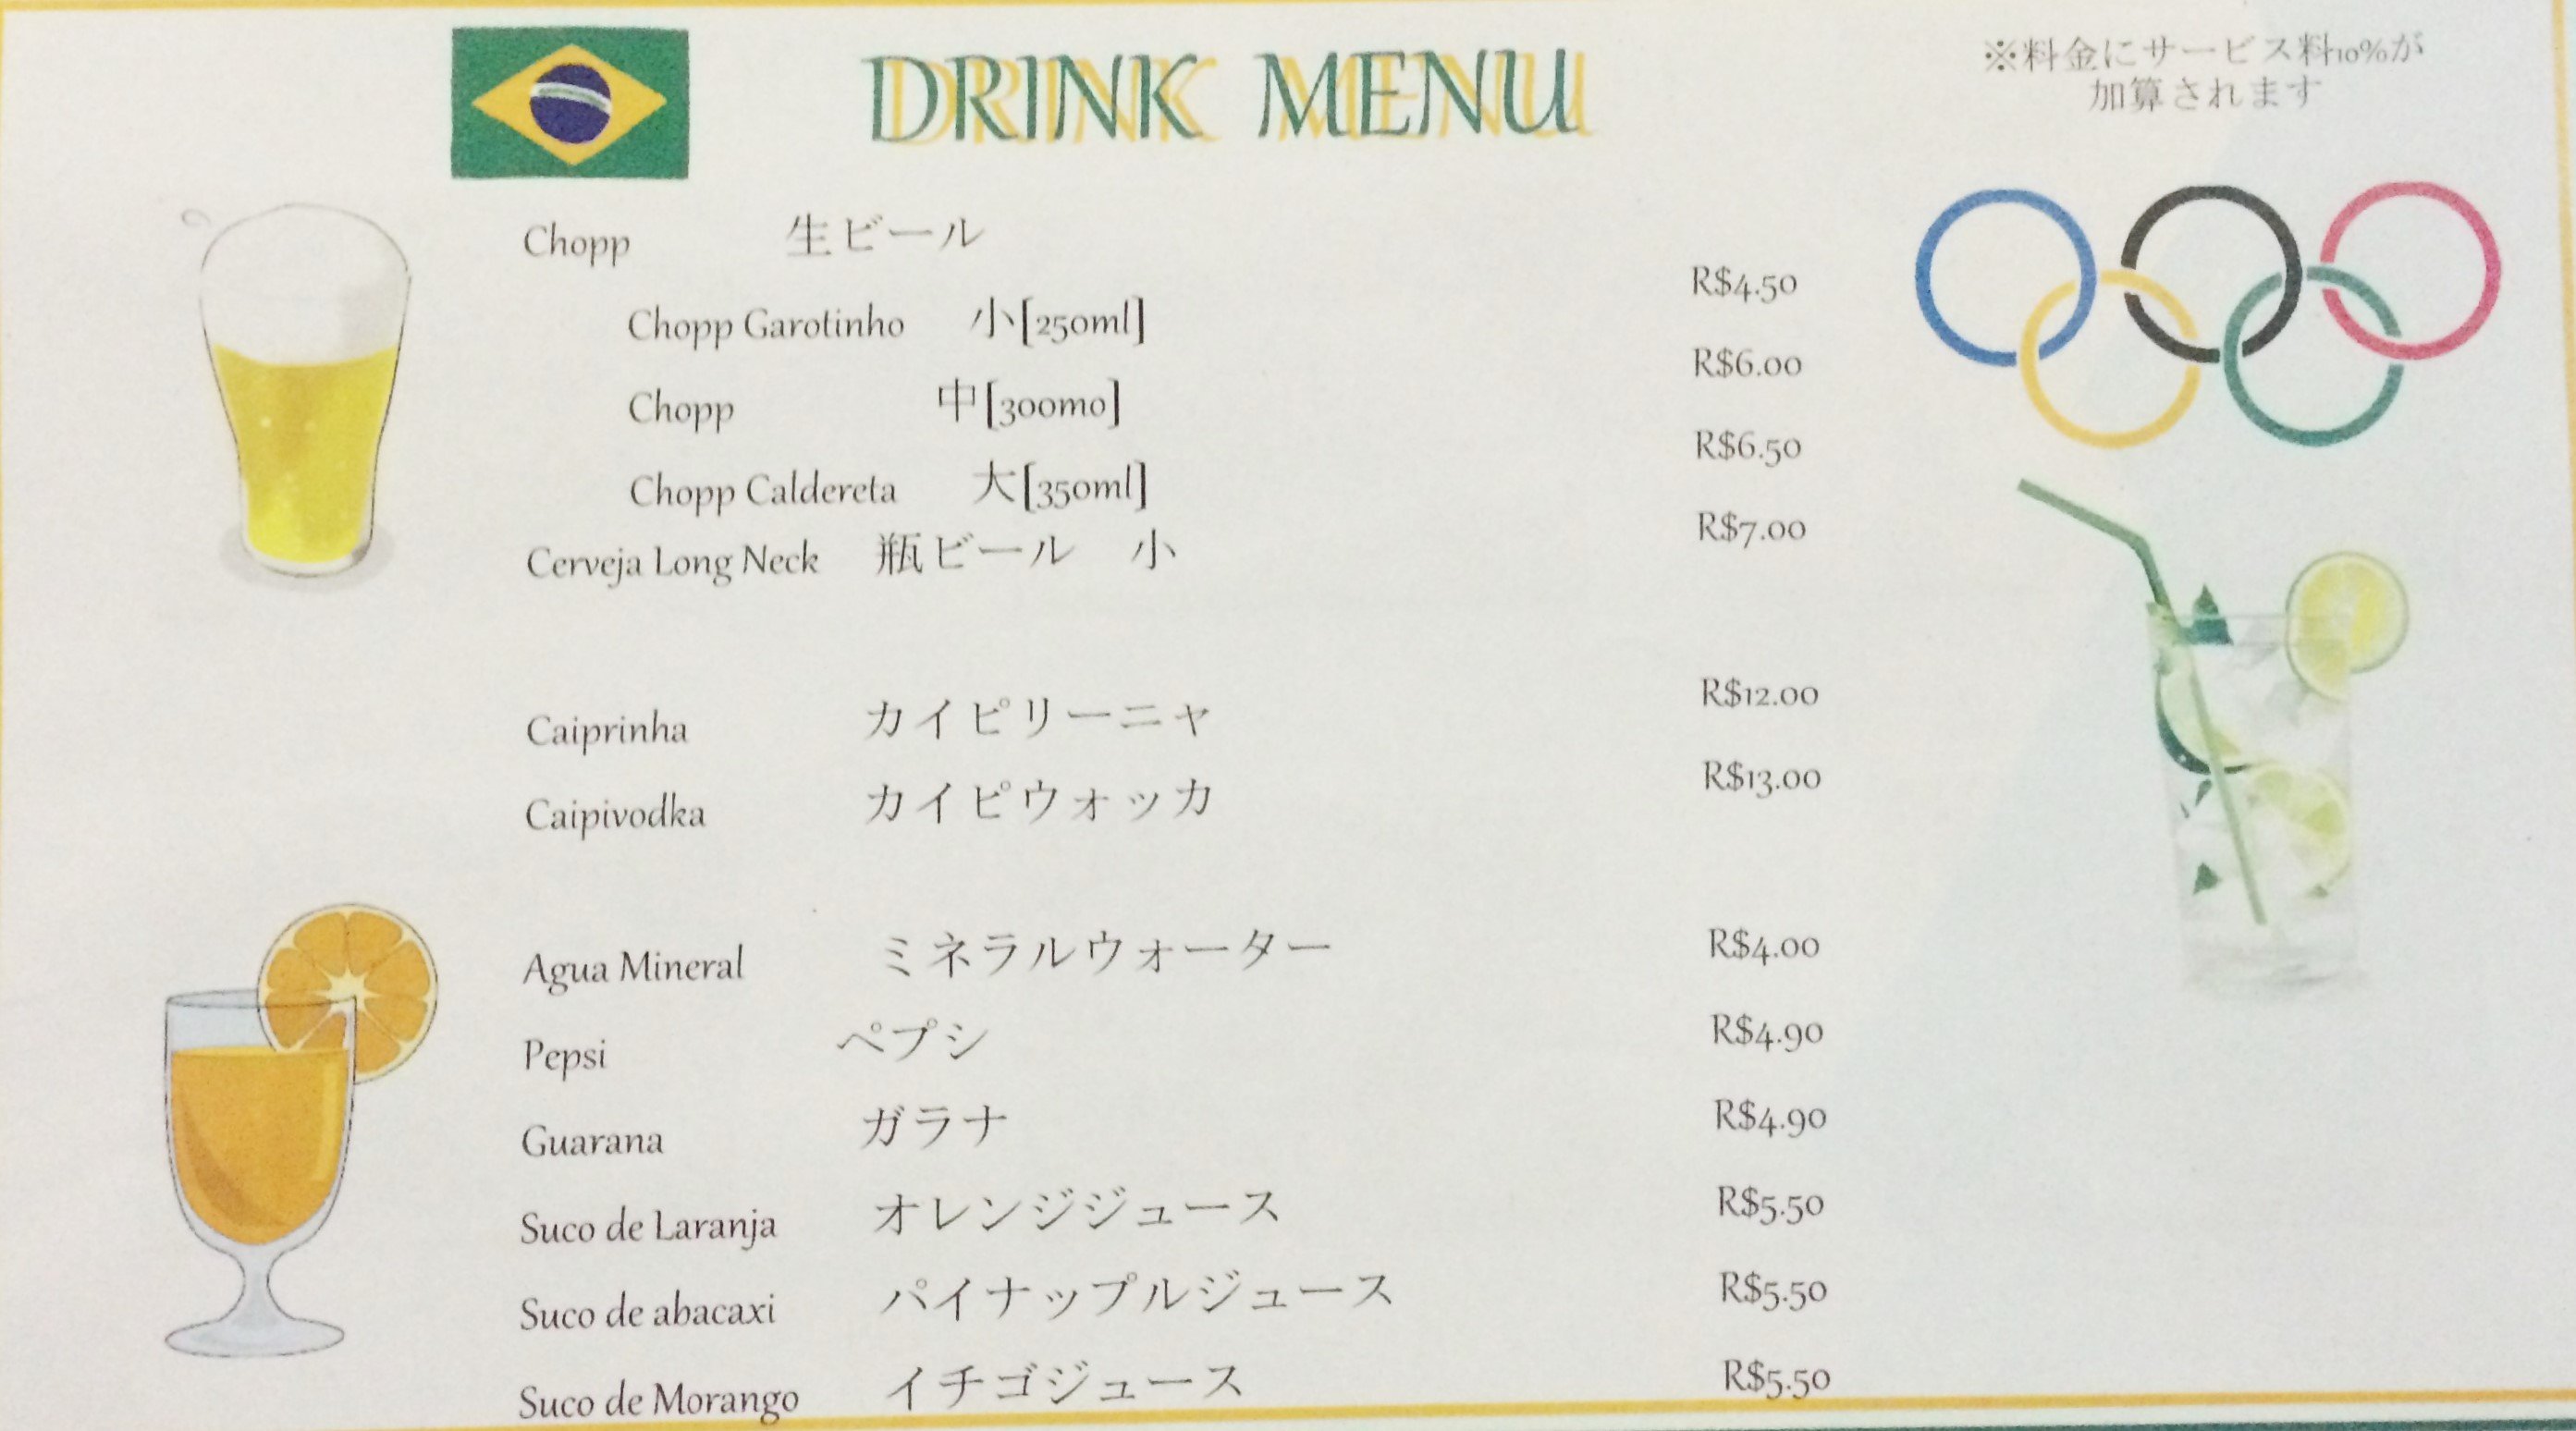 DRINK MENU
※料金にサービス料10%が
加算されます
Chopp 生ビール
Chopp Garotinho 小[250ml] R$4.50
Chopp 中[300mo] R$6.00
Chopp Caldereta 大[350ml] R$6.50
Cerveja Long Neck 瓶ビール 小 R$7.00
Caiprinha カイピリーニャ R$12.00
Caipivodka カイピウォッカ R$13.00
Agua Mineral ミネラルウォーター R$4.00
Pepsi ペプシ R$4.90
Guarana ガラナ R$4.90
Suco de Laranja オレンジジュース R$5.50
Suco de abacaxi パイナップルジュース R$5.50
Suco de Morango イチゴジュース R$5.50